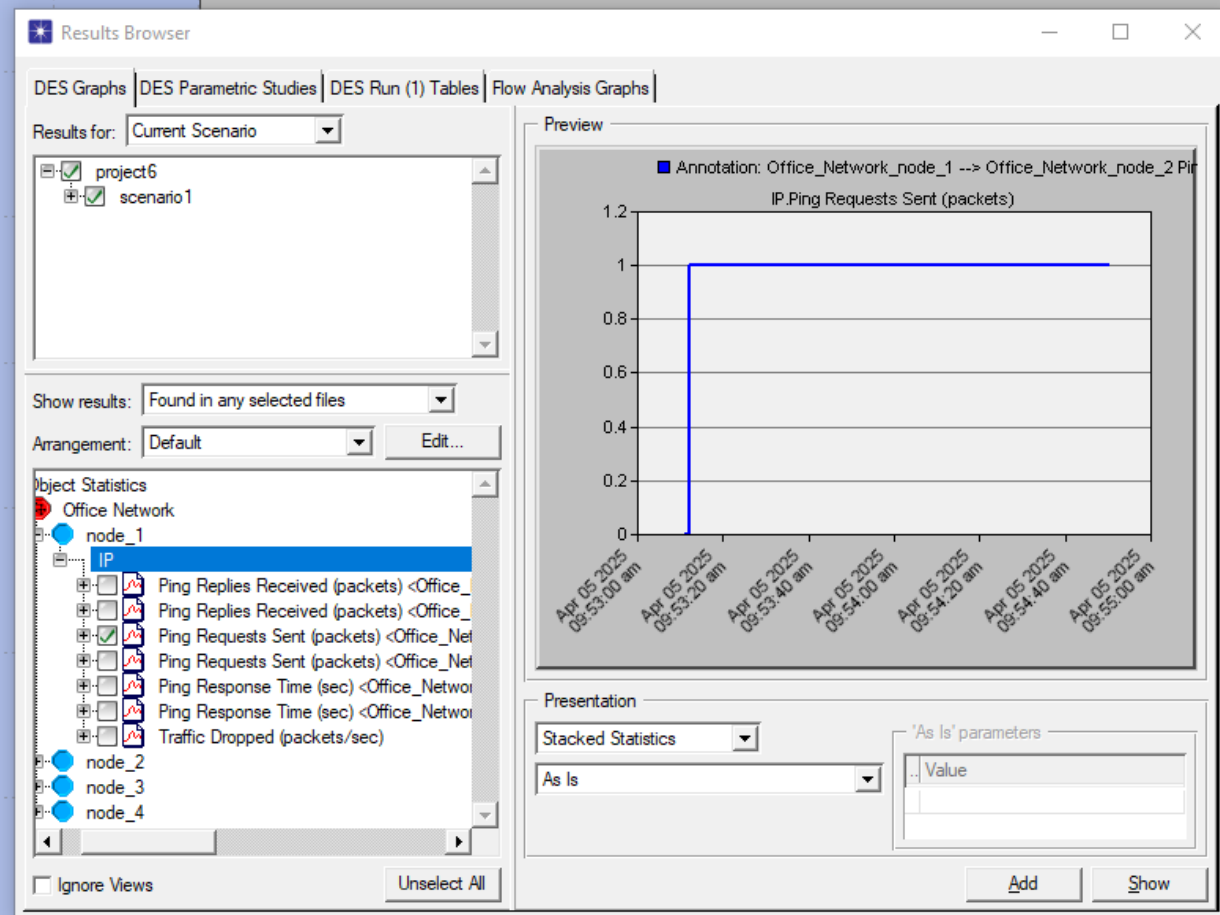 Results Browser
DES Graphs DES Parametric Studies DES Run (1) Tables Flow Analysis Graphs
Results for: Current Scenario
project6
scenario1
Show results: Found in any selected files
Arrangement: Default Edit...
Object Statistics
Office Network
node_1
IP
Ping Replies Received (packets) <Office_
Ping Replies Received (packets) <Office_
Ping Requests Sent (packets) <Office_Net
Ping Requests Sent (packets) <Office_Net
Ping Response Time (sec) <Office_Networ
Ping Response Time (sec) <Office_Networ
Traffic Dropped (packets/sec)
node_2
node_3
node_4
Ignore Views Unselect All
Preview
Annotation: Office_Network_node_1 --> Office_Network_node_2 Pin
IP.Ping Requests Sent (packets)
1.2
1
0.8
0.6
0.4
0.2
0
Apr 05 2025
09:53:00 am
Apr 05 2025
09:53:20 am
Apr 05 2025
09:53:40 am
Apr 05 2025
09:54:00 am
Apr 05 2025
09:54:20 am
Apr 05 2025
09:54:40 am
Apr 05 2025
09:55:00 am
Presentation
Stacked Statistics
As Is
'As Is' parameters
.. Value
Add Show